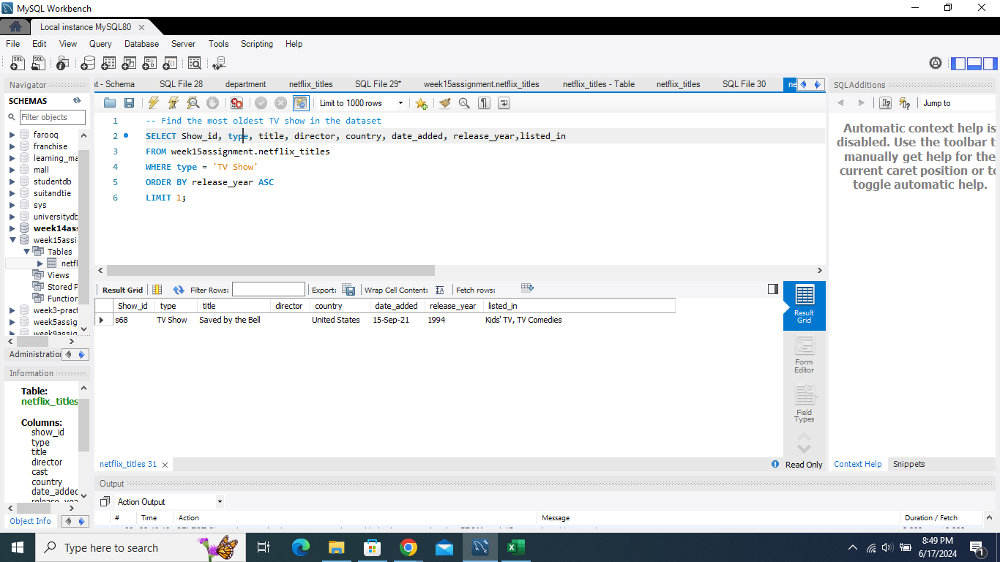 MySQL Workbench
Local instance MySQL80
File Edit View Query Database Server Tools Scripting Help
Navigator
SCHEMAS
Filter objects
farooq
franchise
learning_ma
mall
studentdb
suitandtie
sys
universitydb
week14as
week15assi
Tables
netfl
Views
Stored P
Function
week3-pract
week5assig
week9assig
Administration
Information
Table:
netflix_titles
Columns:
show_id
type
title
director
cast
country
date_added
release_yea
Object Info
nt - Schema SQL File 28 department netflix_titles SQL File 29* week15assignment.netflix_titles netflix_titles - Table netflix_titles SQL File 30 ne
Limit to 1000 rows
1 -- Find the most oldest TV show in the dataset
2 SELECT Show_id, type, title, director, country, date_added, release_year,listed_in
3 FROM week15assignment.netflix_titles
4 WHERE type = 'TV Show'
5 ORDER BY release_year ASC
6 LIMIT 1;
Result Grid Filter Rows: Export: Wrap Cell Content: Fetch rows:
Show_id type title director country date_added release_year listed_in
s68 TV Show Saved by the Bell United States 15-Sep-21 1994 Kids' TV, TV Comedies
Result
Grid
Form
Editor
Field
Types
netflix_titles 31
Read Only
Output
Action Output
# Time Action Message Duration / Fetch
SQLAdditions
Jump to
Automatic context help is
disabled. Use the toolbar t
manually get help for the
current caret position or to
toggle automatic help.
Context Help Snippets
Type here to search
8:49 PM
6/17/2024
1